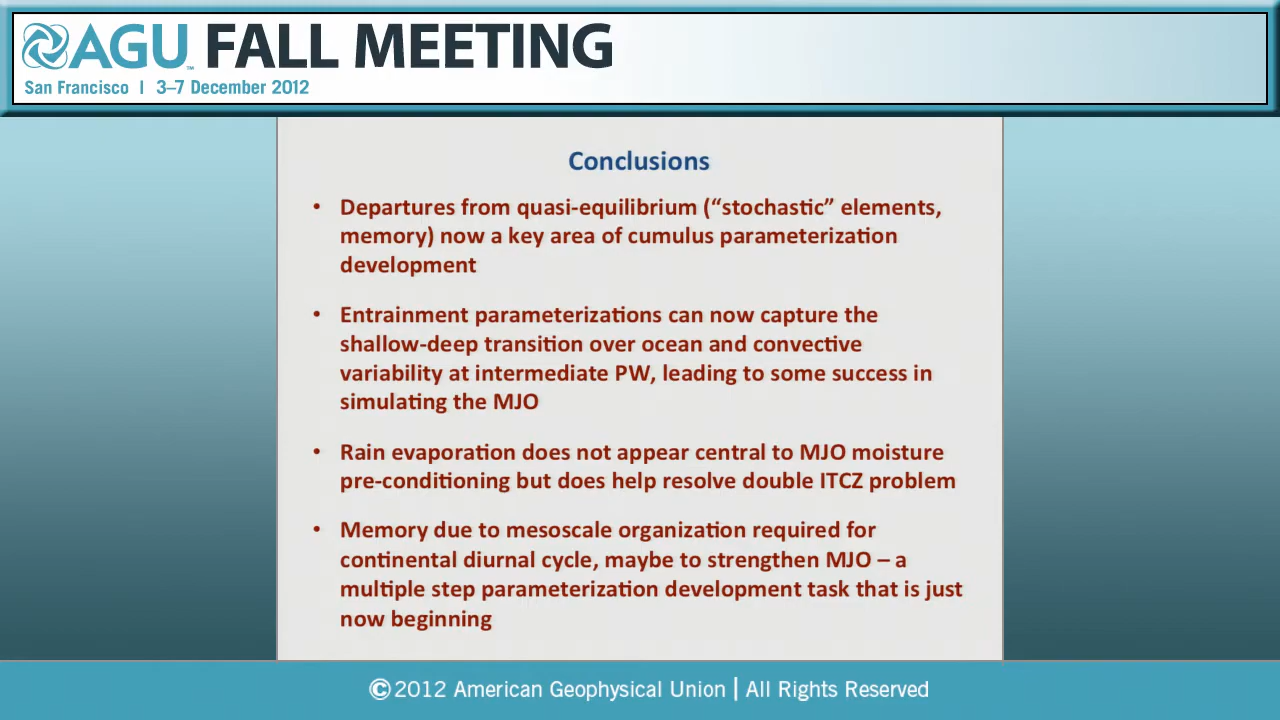 AGU™ FALL MEETING
San Francisco | 3–7 December 2012
Conclusions
• Departures from quasi-equilibrium (“stochastic” elements,
memory) now a key area of cumulus parameterization
development
• Entrainment parameterizations can now capture the
shallow-deep transition over ocean and convective
variability at intermediate PW, leading to some success in
simulating the MJO
• Rain evaporation does not appear central to MJO moisture
pre-conditioning but does help resolve double ITCZ problem
• Memory due to mesoscale organization required for
continental diurnal cycle, maybe to strengthen MJO – a
multiple step parameterization development task that is just
now beginning
©2012 American Geophysical Union | All Rights Reserved